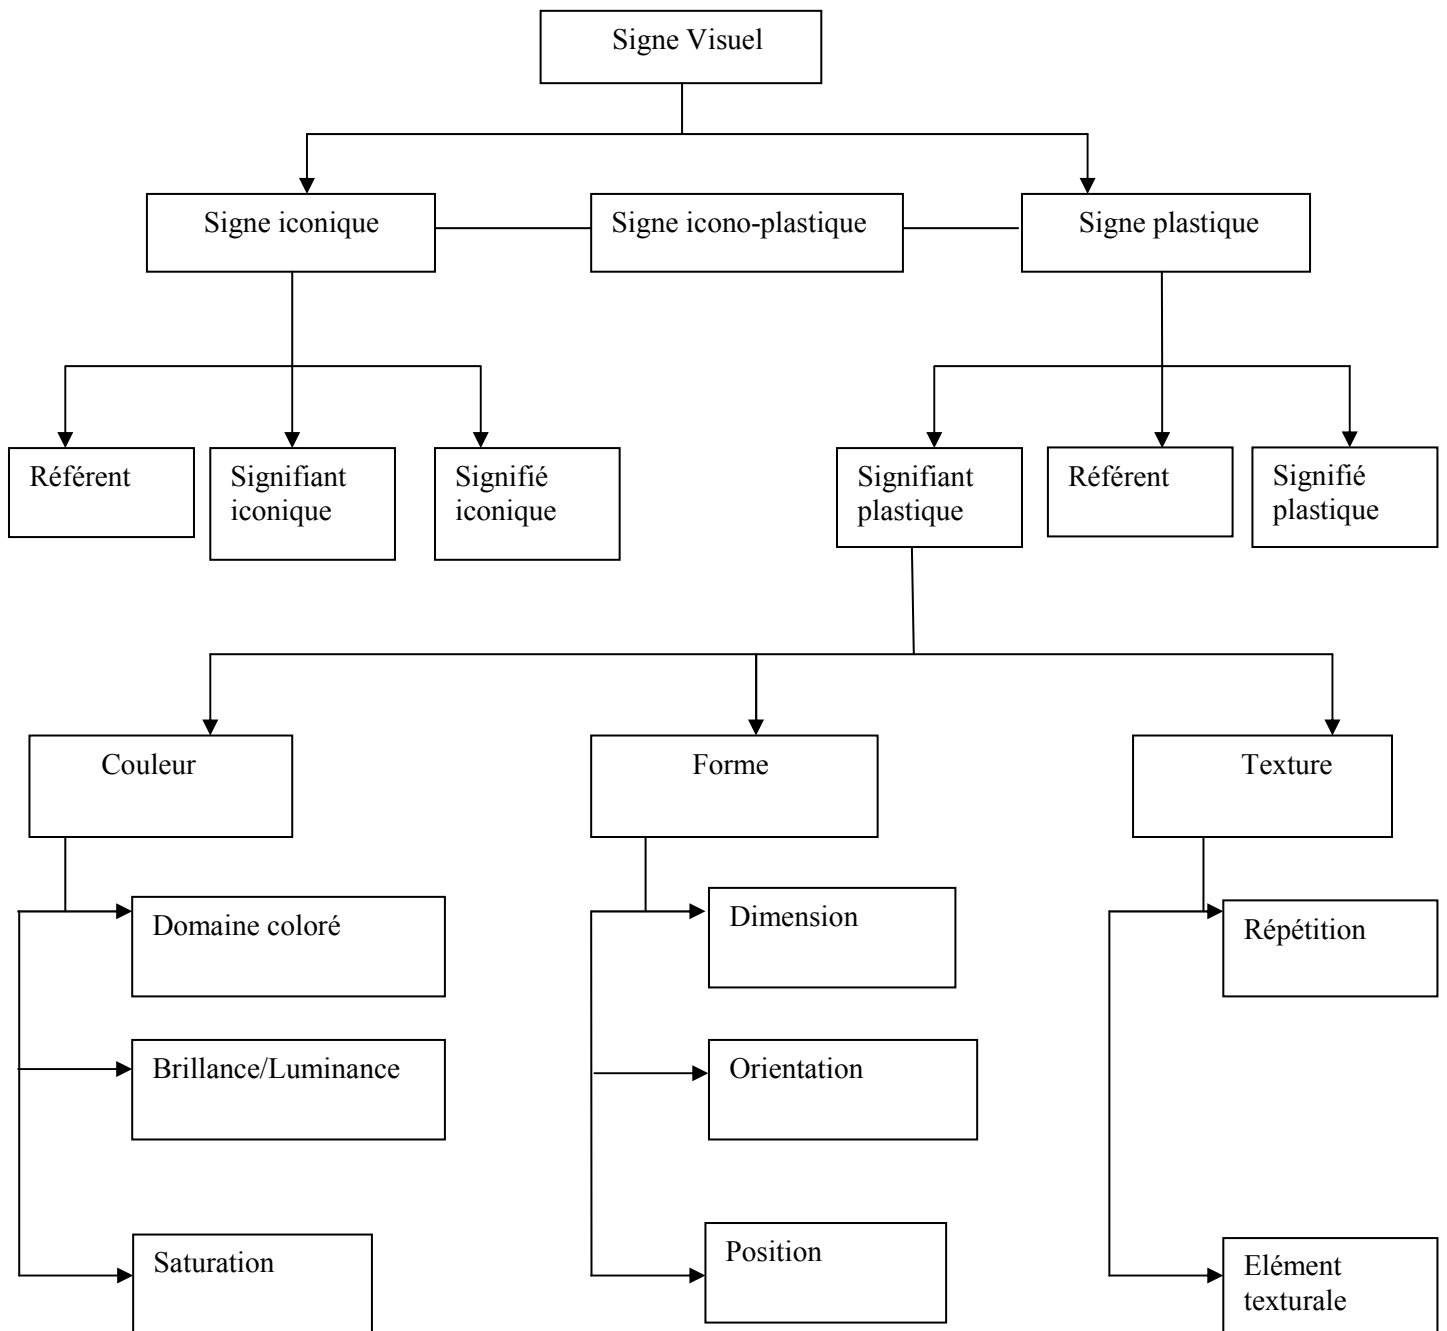 Signe Visuel
Signe iconique
Signe icono-plastique
Signe plastique
Référent
Signifiant
iconique
Signifié
iconique
Signifiant
plastique
Référent
Signifié
plastique
Couleur
Forme
Texture
Domaine coloré
Dimension
Répétition
Brillance/Luminance
Orientation
Saturation
Position
Elément
texturale